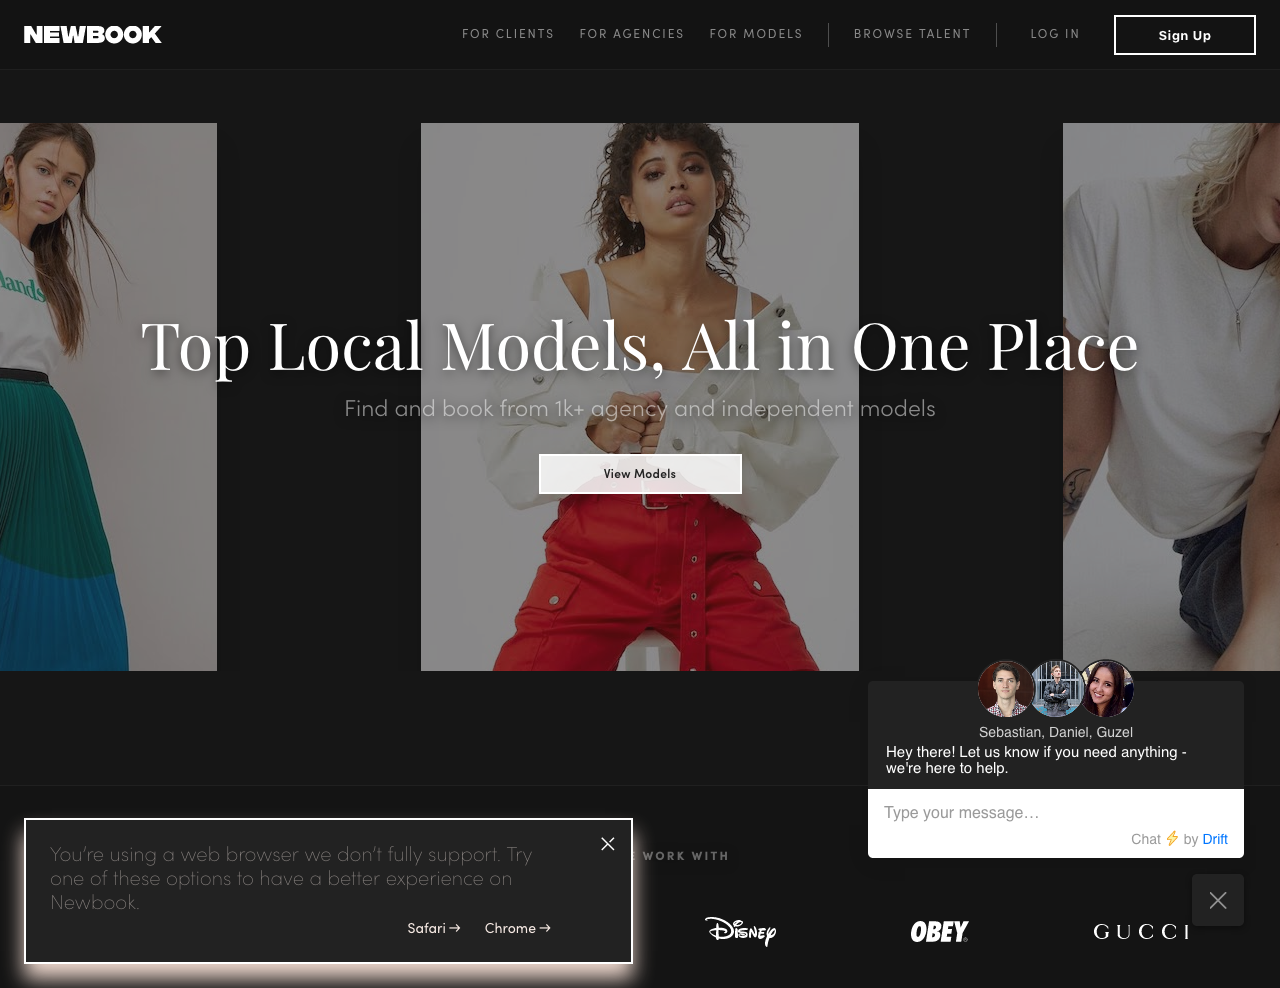 NEWBOOK
FOR CLIENTS
FOR AGENCIES
FOR MODELS
BROWSE TALENT
LOG IN
Sign Up
Top Local Models, All in One Place
Find and book from 1k+ agency and independent models
View Models
Sebastian, Daniel, Guzel
Hey there! Let us know if you need anything -
we're here to help.
Type your message…
Chat ⚡ by Drift
You’re using a web browser we don’t fully support. Try
one of these options to have a better experience on
Newbook.
Safari →
Chrome →
WORK WITH
Disney
OBEY
GUCCI